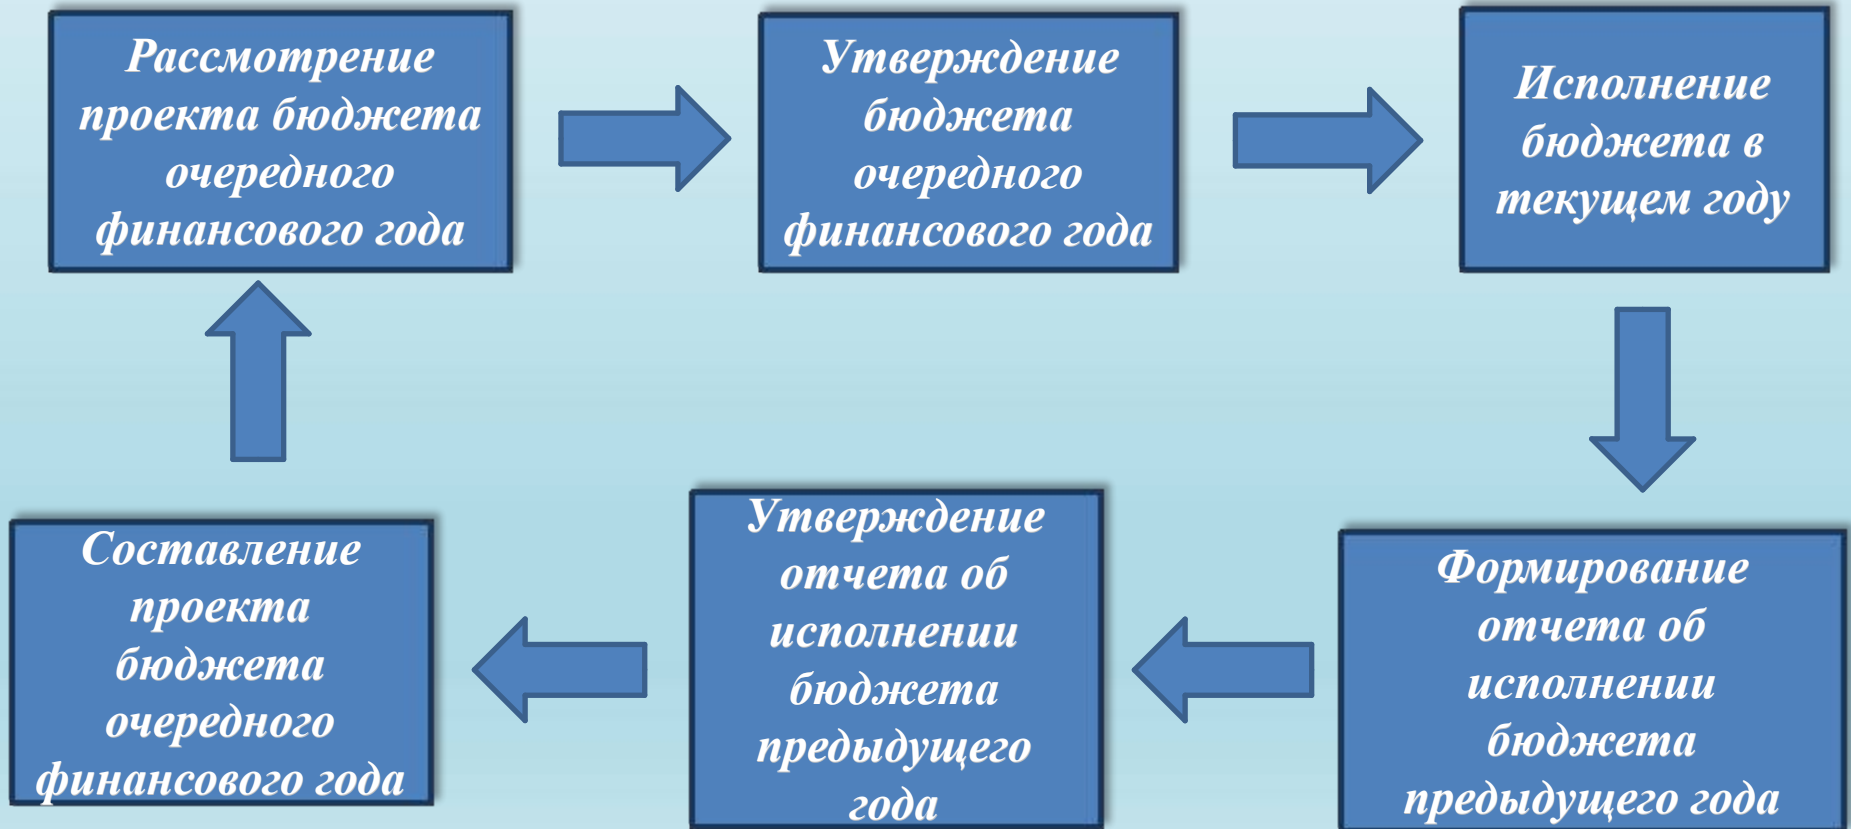 Рассмотрение
проекта бюджета
очередного
финансового года
Утверждение
бюджета
очередного
финансового года
Исполнение
бюджета в
текущем году
Составление
проекта
бюджета
очередного
финансового года
Утверждение
отчета об
исполнении
бюджета
предыдущего
года
Формирование
отчета об
исполнении
бюджета
предыдущего года